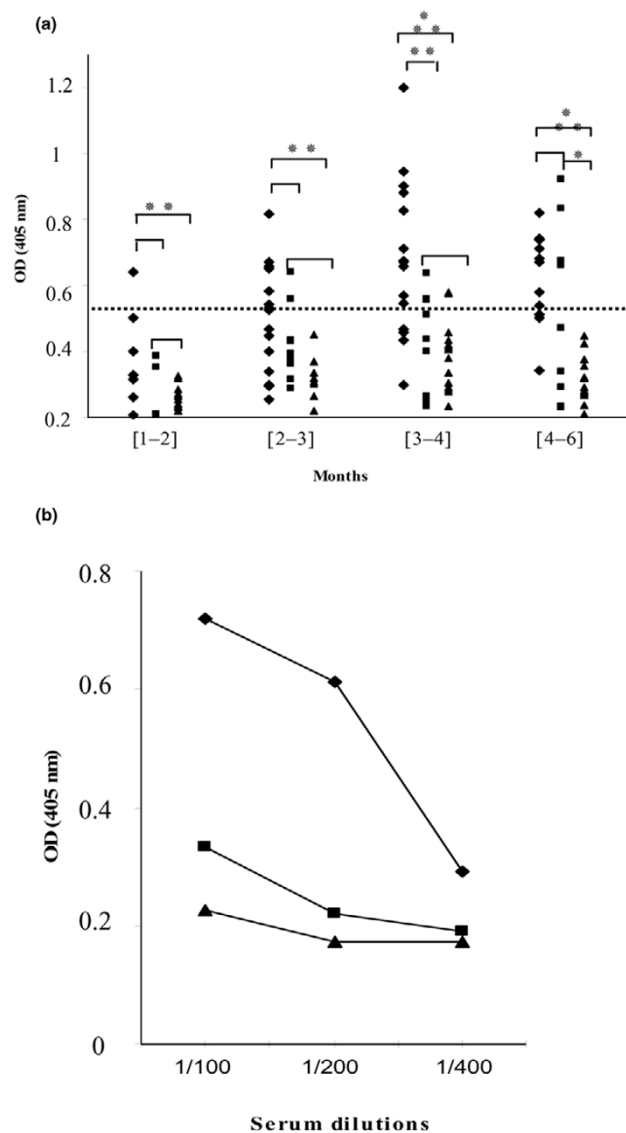 (a)
* 
* *
* *
*
* *
*
* *
* *
1.2
1
0.8
0.6
0.4
0.2
OD (405 nm)
[1–2] [2–3] [3–4] [4–6]
Months
(b)
0.8
0.6
0.4
0.2
0
OD (405 nm)
1/100 1/200 1/400
Serum dilutions